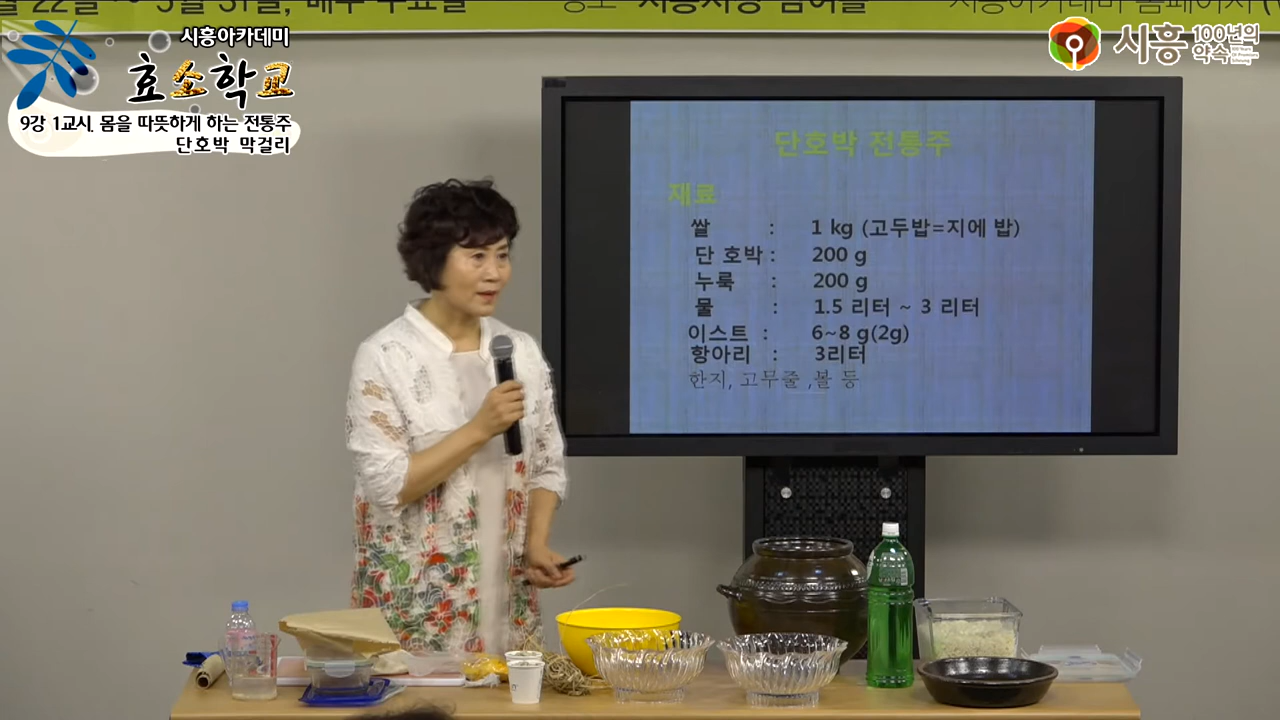 시흥아카데미
효소학교
9강 1교시. 몸을 따뜻하게 하는 전통주
단호박 막걸리
시흥 100년의 약속
단호박 전통주
재료
쌀 : 1 kg (고두밥=지에 밥)
단 호박 : 200 g
누룩 : 200 g
물 : 1.5 리터 ~ 3 리터
이스트 : 6~8 g(2g)
항아리 : 3리터
한지, 고무줄 ,볼 등